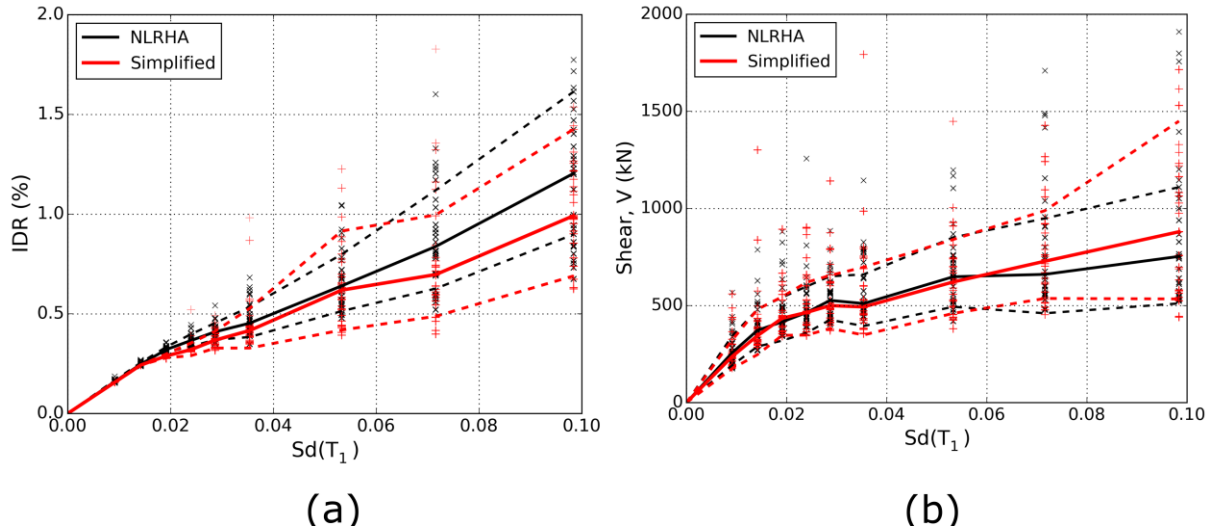 NLRHA
Simplified
2.0
1.5
1.0
0.5
0.0
IDR (%)
0.00 0.02 0.04 0.06 0.08 0.10
Sd(T1)
(a)
NLRHA
Simplified
2000
1500
1000
500
0
Shear, V (kN)
0.00 0.02 0.04 0.06 0.08 0.10
Sd(T1)
(b)